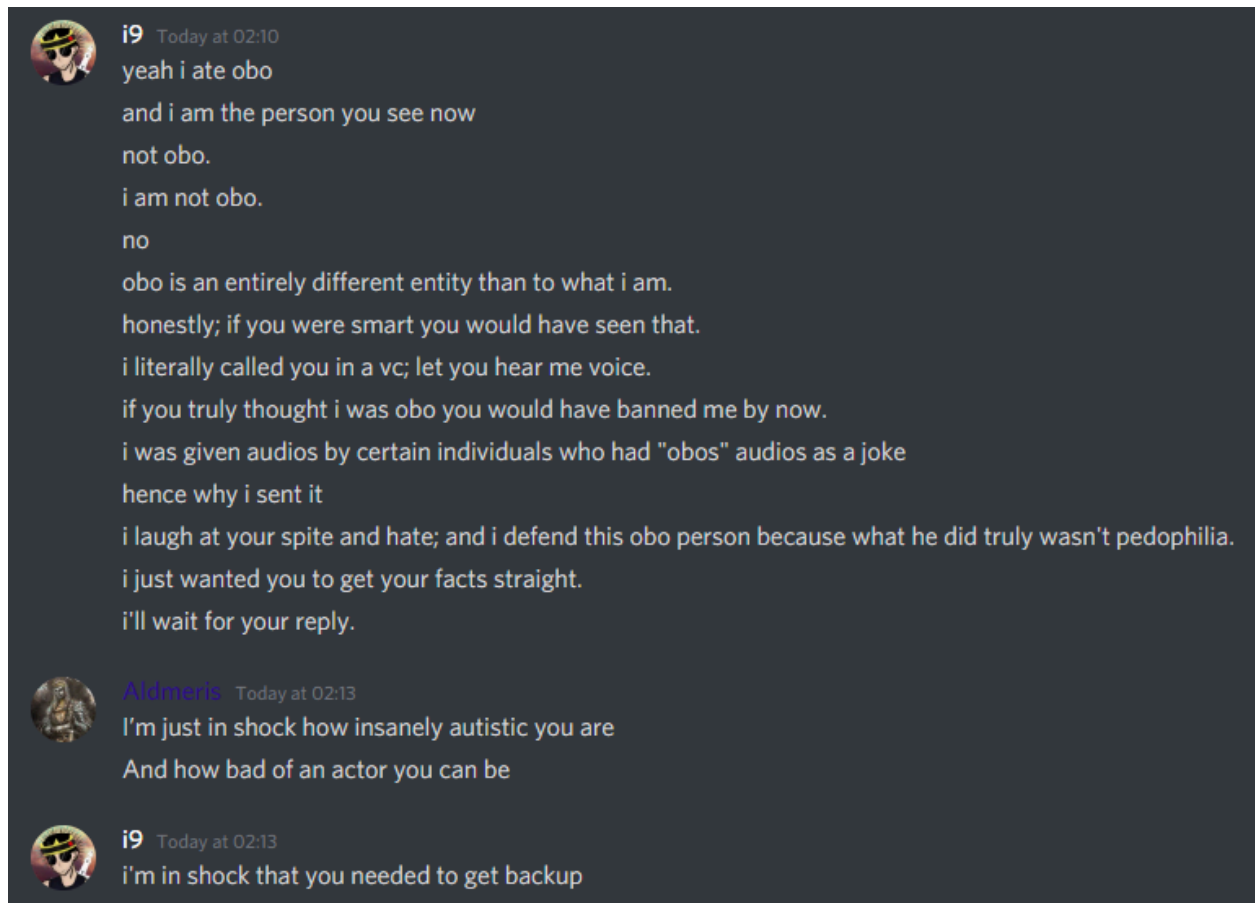 i9 Today at 02:10
yeah i ate obo
and i am the person you see now
not obo.
i am not obo.
no
obo is an entirely different entity than to what i am.
honestly; if you were smart you would have seen that.
i literally called you in a vc; let you hear me voice.
if you truly thought i was obo you would have banned me by now.
i was given audios by certain individuals who had "obos" audios as a joke
hence why i sent it
i laugh at your spite and hate; and i defend this obo person because what he did truly wasn't pedophilia.
i just wanted you to get your facts straight.
i'll wait for your reply.
Aldmeris Today at 02:13
I'm just in shock how insanely autistic you are
And how bad of an actor you can be
i9 Today at 02:13
i'm in shock that you needed to get backup